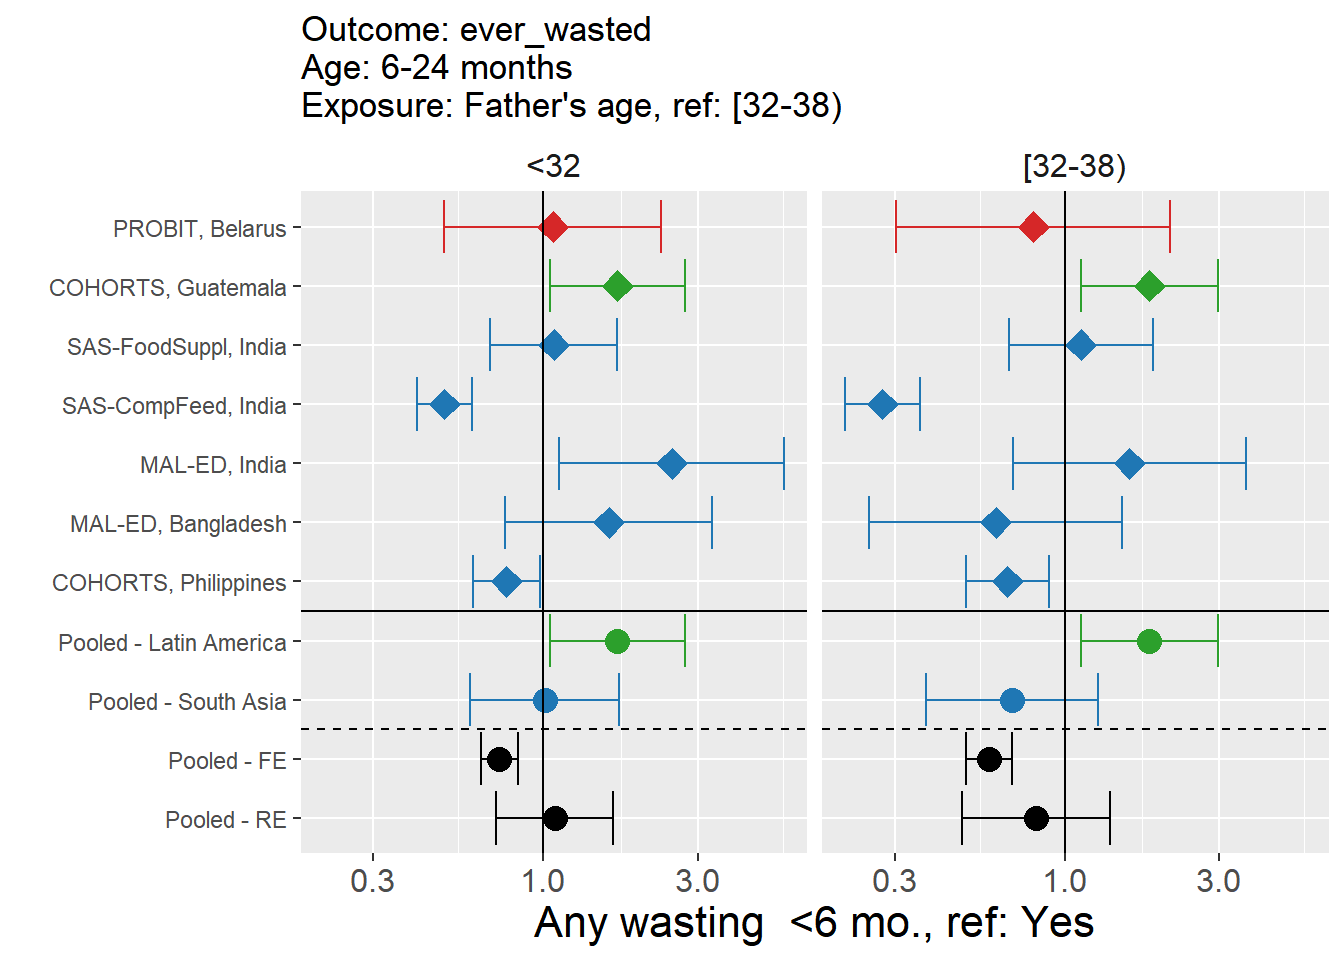 Outcome: ever_wasted
Age: 6-24 months
Exposure: Father's age, ref: [32-38)
<32
[32-38)
PROBIT, Belarus
COHORTS, Guatemala
SAS-FoodSuppl, India
SAS-CompFeed, India
MAL-ED, India
MAL-ED, Bangladesh
COHORTS, Philippines
Pooled - Latin America
Pooled - South Asia
Pooled - FE
Pooled - RE
0.3 1.0 3.0 0.3 1.0 3.0
Any wasting  <6 mo., ref: Yes